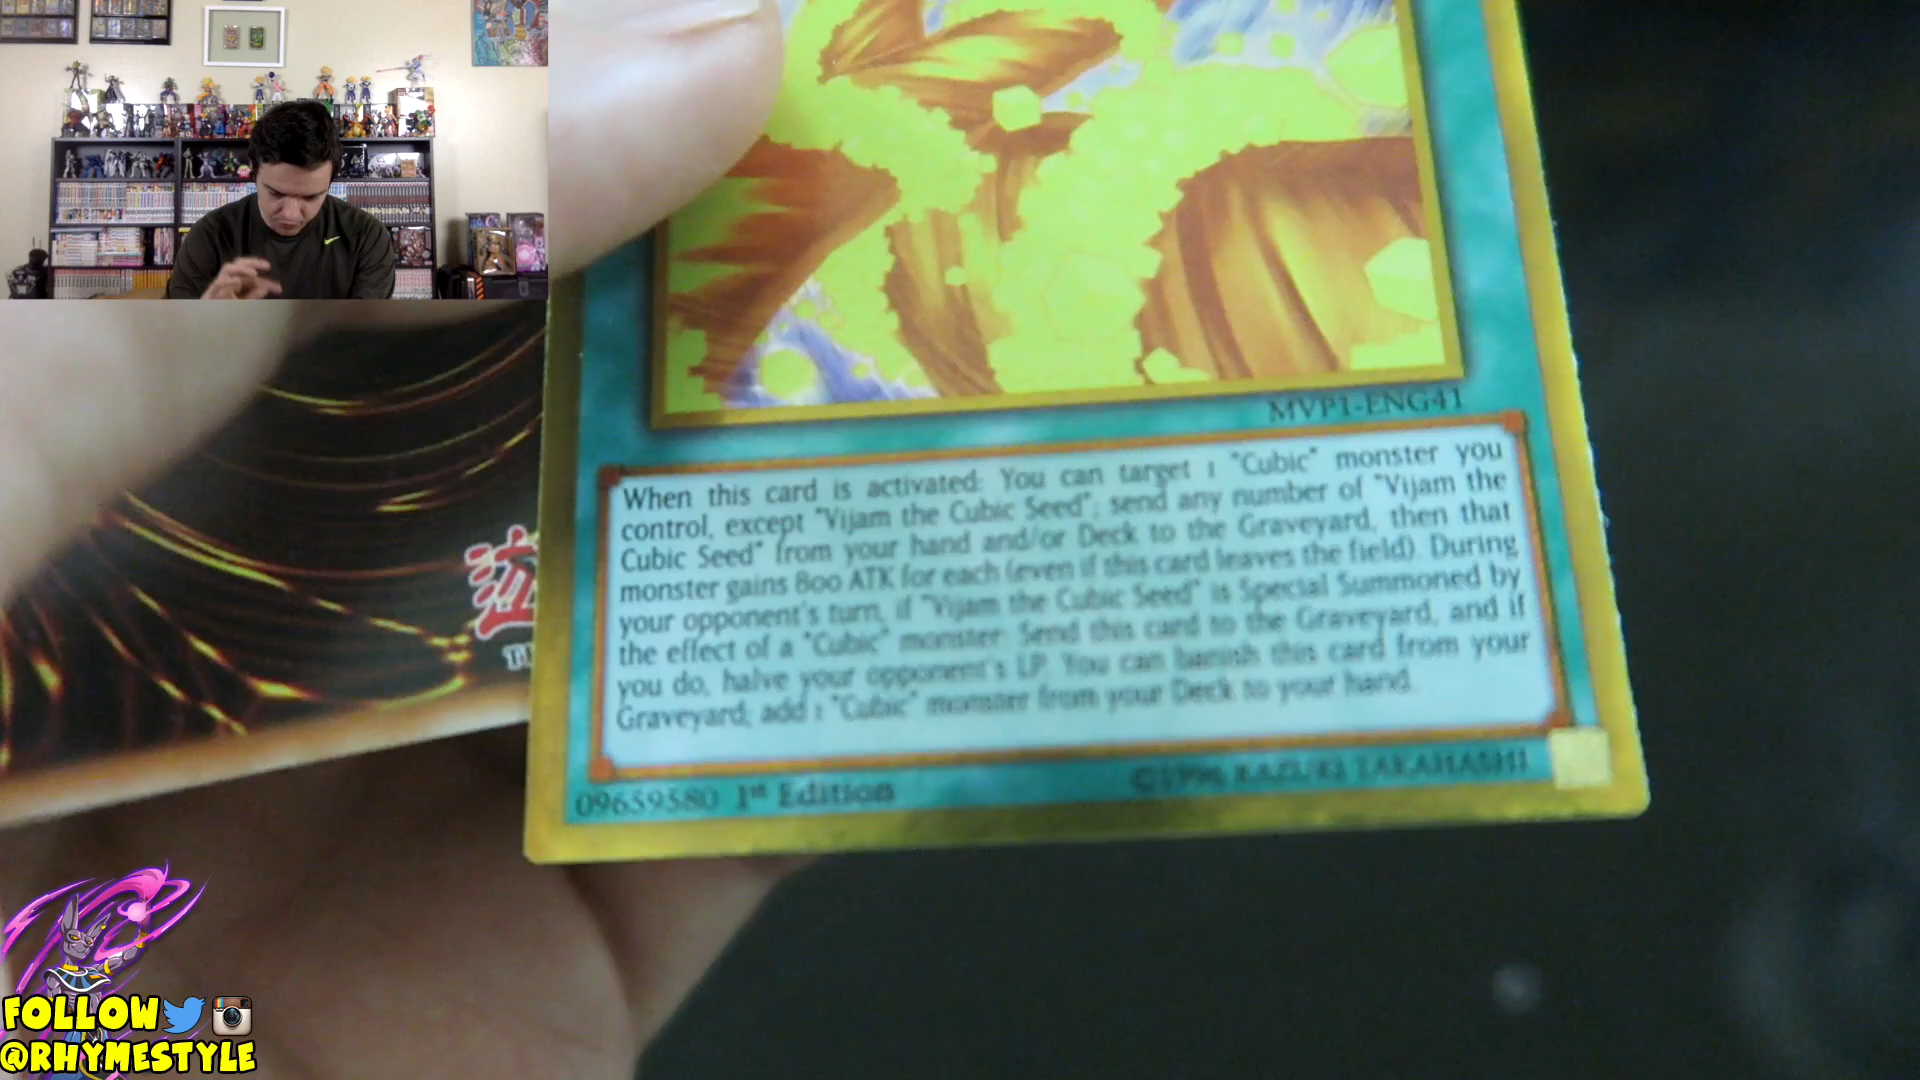 MVP1-ENG41
When this card is activated: You can target 1 "Cubic" monster you
control, except "Vijam the Cubic Seed"; send any number of "Vijam the
Cubic Seed" from your hand and/or Deck to the Graveyard, then that
monster gains 800 ATK for each (even if this card leaves the field). During
your opponent's turn, if "Vijam the Cubic Seed" is Special Summoned by
the effect of a "Cubic" monster: Send this card to the Graveyard, and if
you do, halve your opponent's LP. You can banish this card from your
Graveyard; add 1 "Cubic" monster from your Deck to your hand.
09659580 1st Edition
©1996 KAZUKI TAKAHASHI
FOLLOW
@RHYMESTYLE